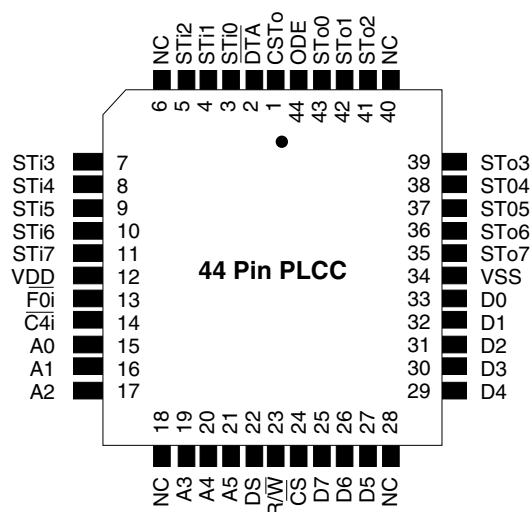 NC STi2 STi1 STi0 D̅T̅A̅ CSTo ODE STo0 STo1 STo2 NC
6 5 4 3 2 1 44 43 42 41 40
STi3 7 39 STo3
STi4 8 38 ST04
STi5 9 37 ST05
STi6 10 36 STo6
STi7 11 35 STo7
VDD 12 44 Pin PLCC 34 VSS
F̅0̅i̅ 13 33 D0
C̅4̅i̅ 14 32 D1
A0 15 31 D2
A1 16 30 D3
A2 17 29 D4
18 19 20 21 22 23 24 25 26 27 28
NC A3 A4 A5 DS R/W̅ C̅S̅ D7 D6 D5 NC